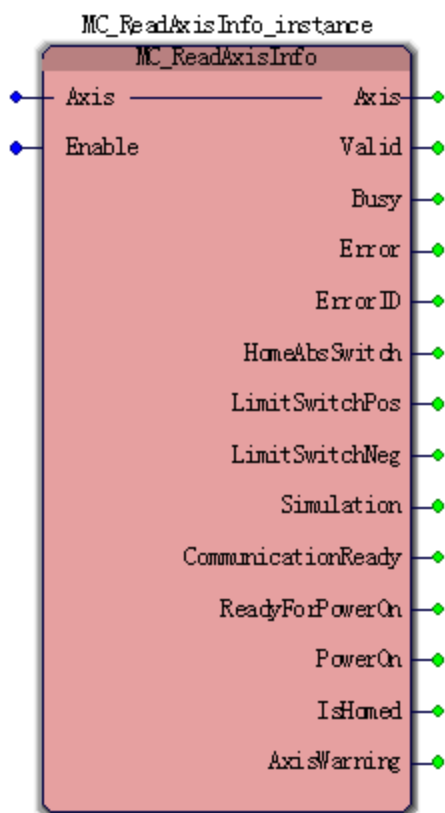 MC_ReadAxisInfo_instance
MC_ReadAxisInfo
Axis Axis
Enable Valid
Busy
Error
ErrorID
HomeAbsSwitch
LimitSwitchPos
LimitSwitchNeg
Simulation
CommunicationReady
ReadyForPowerOn
PowerOn
IsHomed
AxisWarning